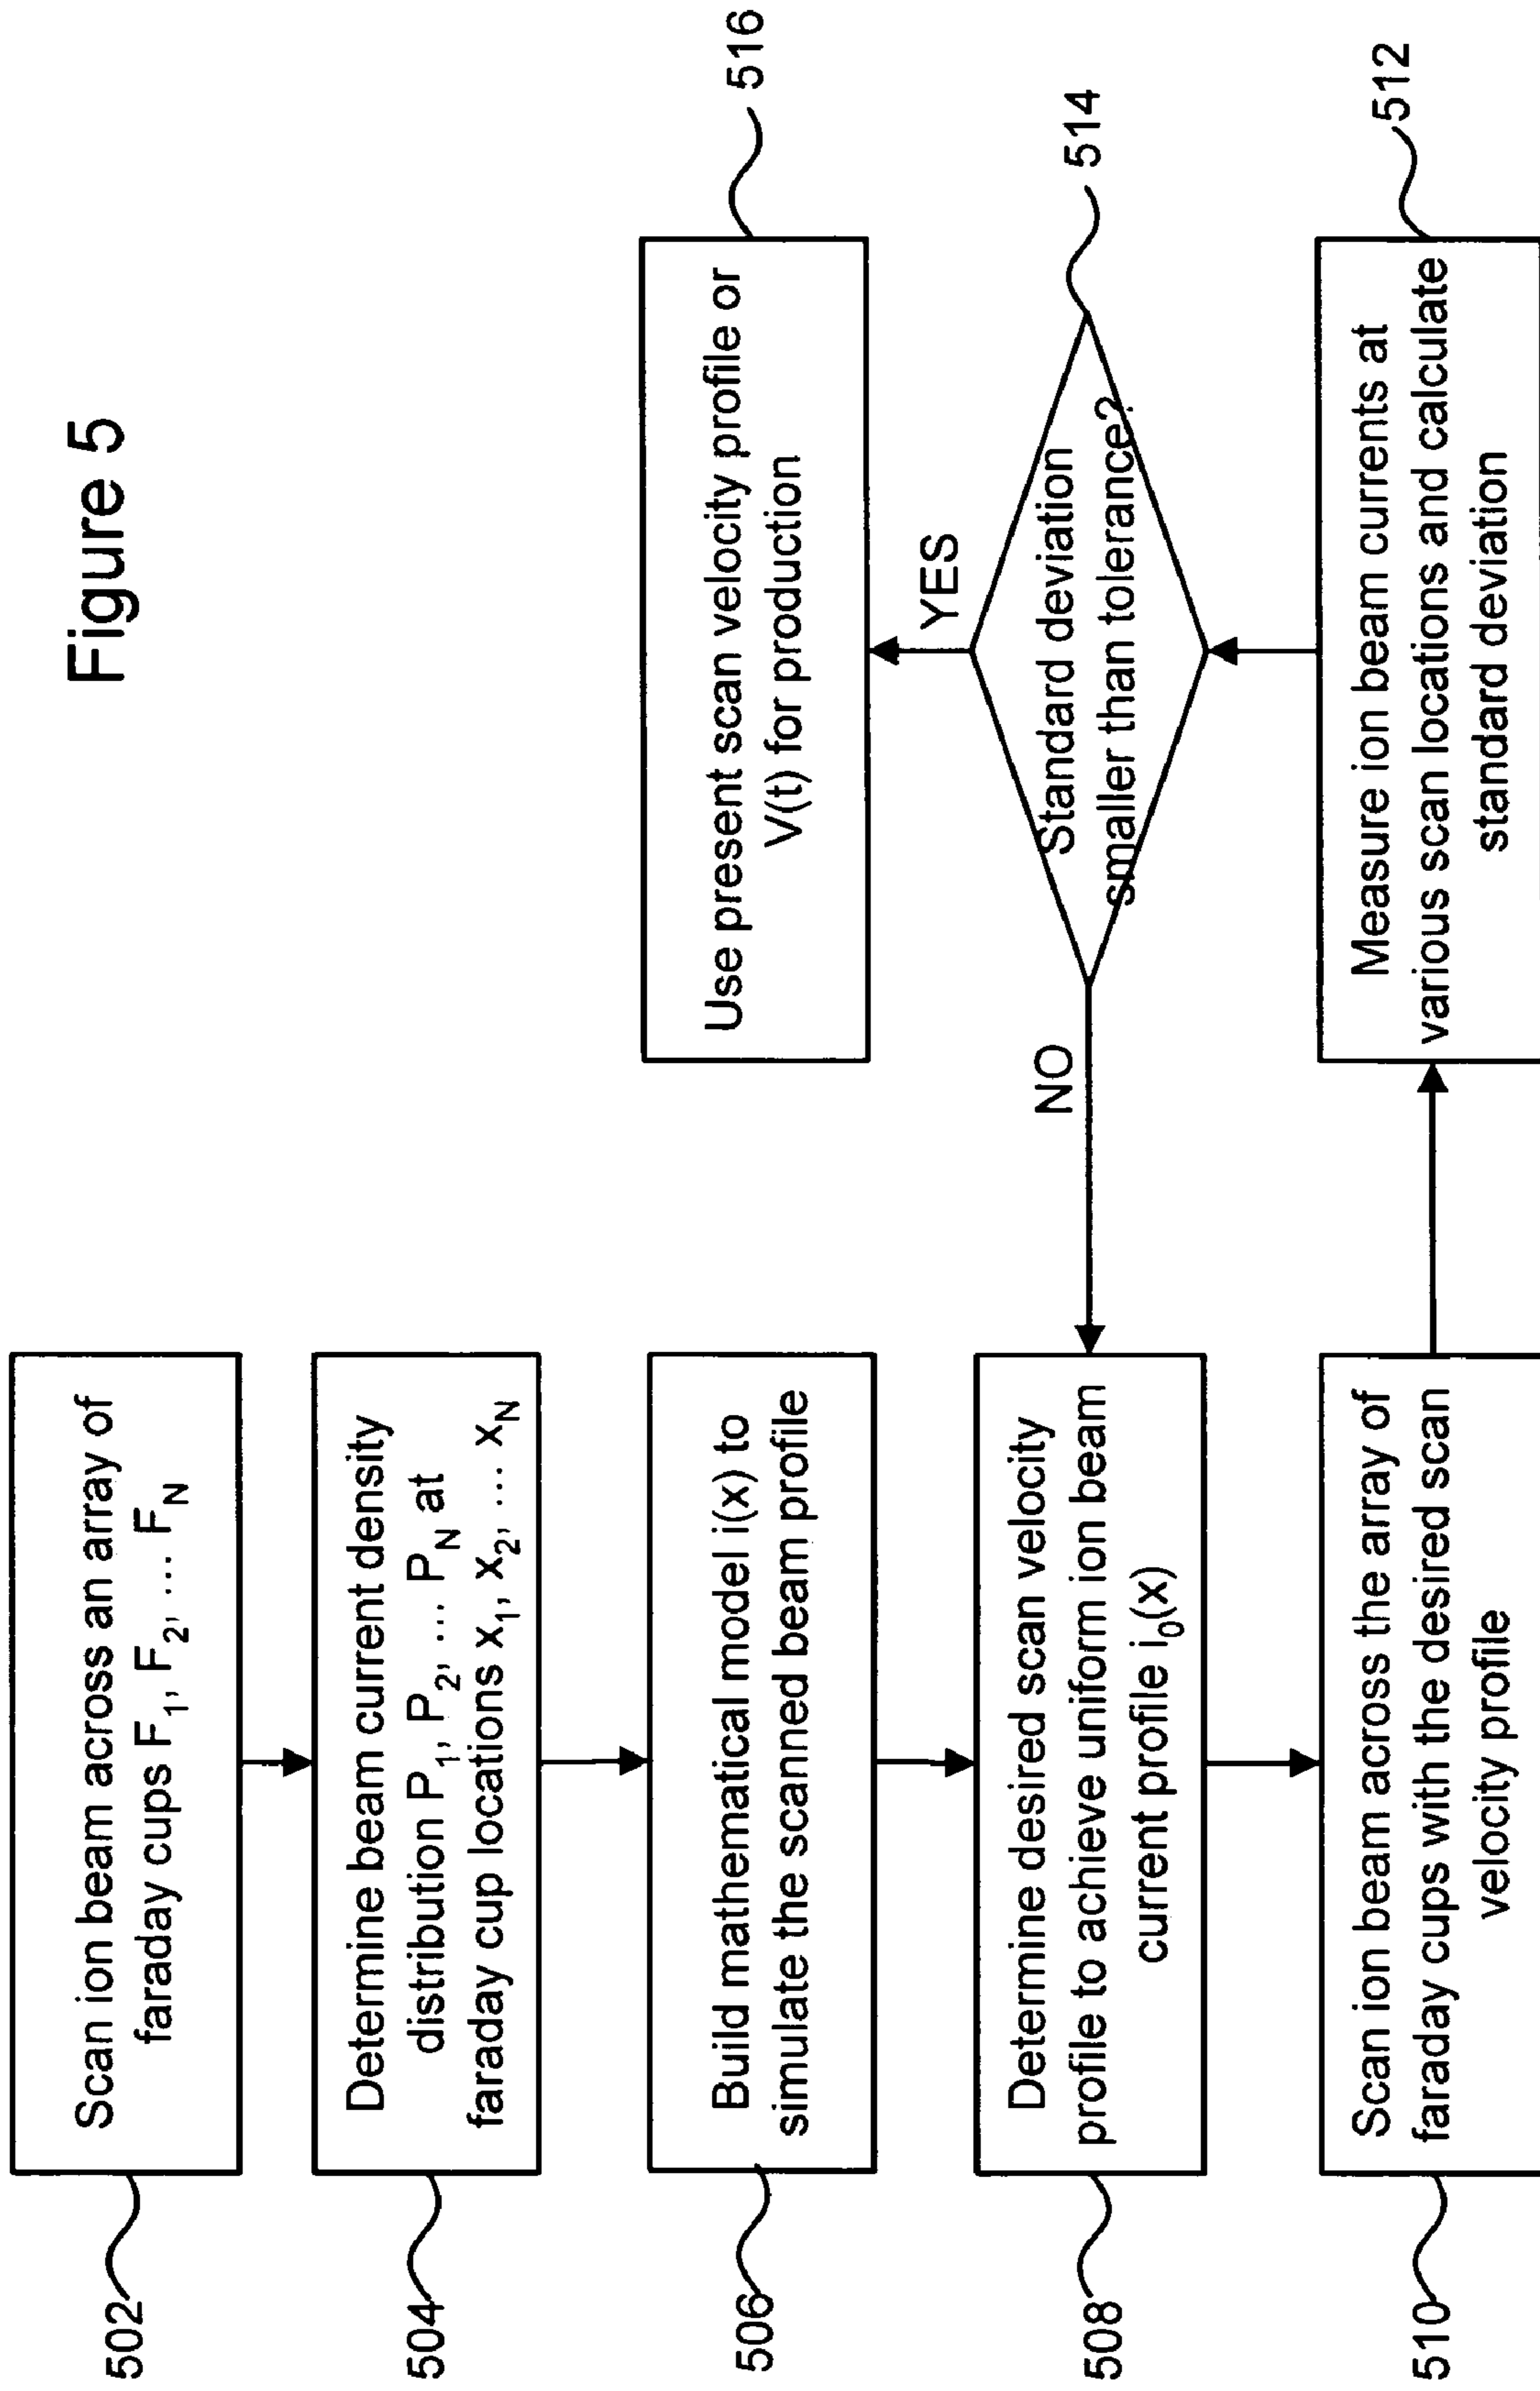 Figure 5
502
Scan ion beam across an array of
faraday cups F1, F2, ... FN
504
Determine beam current density
distribution P1, P2, ... PN at
faraday cup locations x1, x2, ... xN
506
Build mathematical model i(x) to
simulate the scanned beam profile
508
Determine desired scan velocity
profile to achieve uniform ion beam
current profile i0(x)
510
Scan ion beam across the array of
faraday cups with the desired scan
velocity profile
512
Measure ion beam currents at
various scan locations and calculate
standard deviation
514
Standard deviation
smaller than tolerance?
NO
YES
516
Use present scan velocity profile or
V(t) for production